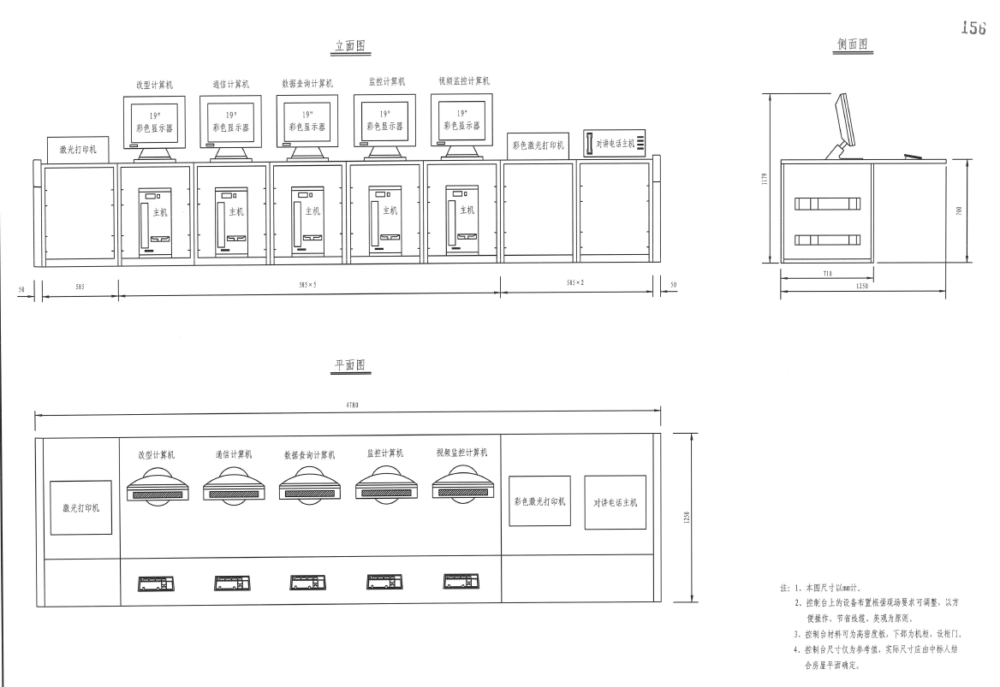 156
立面图
侧面图
改型计算机 通信计算机 数据查询计算机 监控计算机 视频监控计算机
19" 19" 19" 19" 19"
彩色显示器 彩色显示器 彩色显示器 彩色显示器 彩色显示器
激光打印机 彩色激光打印机 对讲电话主机
主机 主机 主机 主机 主机
50 585 585×5 585×2 50
1179
700
710
1250
平面图
4780
改型计算机 通信计算机 数据查询计算机 监控计算机 视频监控计算机
激光打印机 彩色激光打印机 对讲电话主机
1250
注：1、本图尺寸以mm计。
2、控制台上的设备布置根据现场要求可调整，以方
便操作、节省线缆、美观为原则。
3、控制台材料可为高密度板，下部为机柜，设柜门。
4、控制台尺寸仅为参考值，实际尺寸应由中标人结
合房屋平面确定。